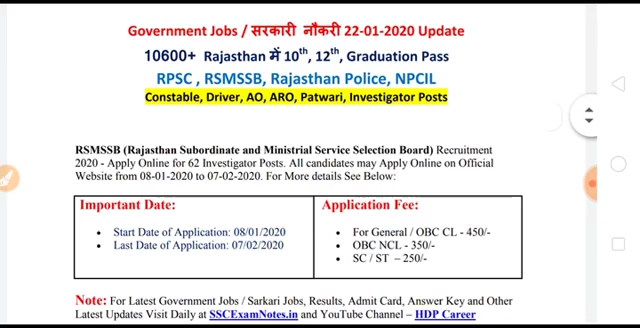 Government Jobs / सरकारी नौकरी 22-01-2020 Update
10600+ Rajasthan में 10th, 12th, Graduation Pass
RPSC , RSMSSB, Rajasthan Police, NPCIL
Constable, Driver, AO, ARO, Patwari, Investigator Posts
RSMSSB (Rajasthan Subordinate and Ministrial Service Selection Board) Recruitment
2020 - Apply Online for 62 Investigator Posts. All candidates may Apply Online on Official
Website from 08-01-2020 to 07-02-2020. For More details See Below:
Important Date:
• Start Date of Application: 08/01/2020
• Last Date of Application: 07/02/2020
Application Fee:
• For General / OBC CL - 450/-
• OBC NCL - 350/-
• SC / ST – 250/-
Note: For Latest Government Jobs / Sarkari Jobs, Results, Admit Card, Answer Key and Other
Latest Updates Visit Daily at SSCExamNotes.in and YouTube Channel – HDP Career